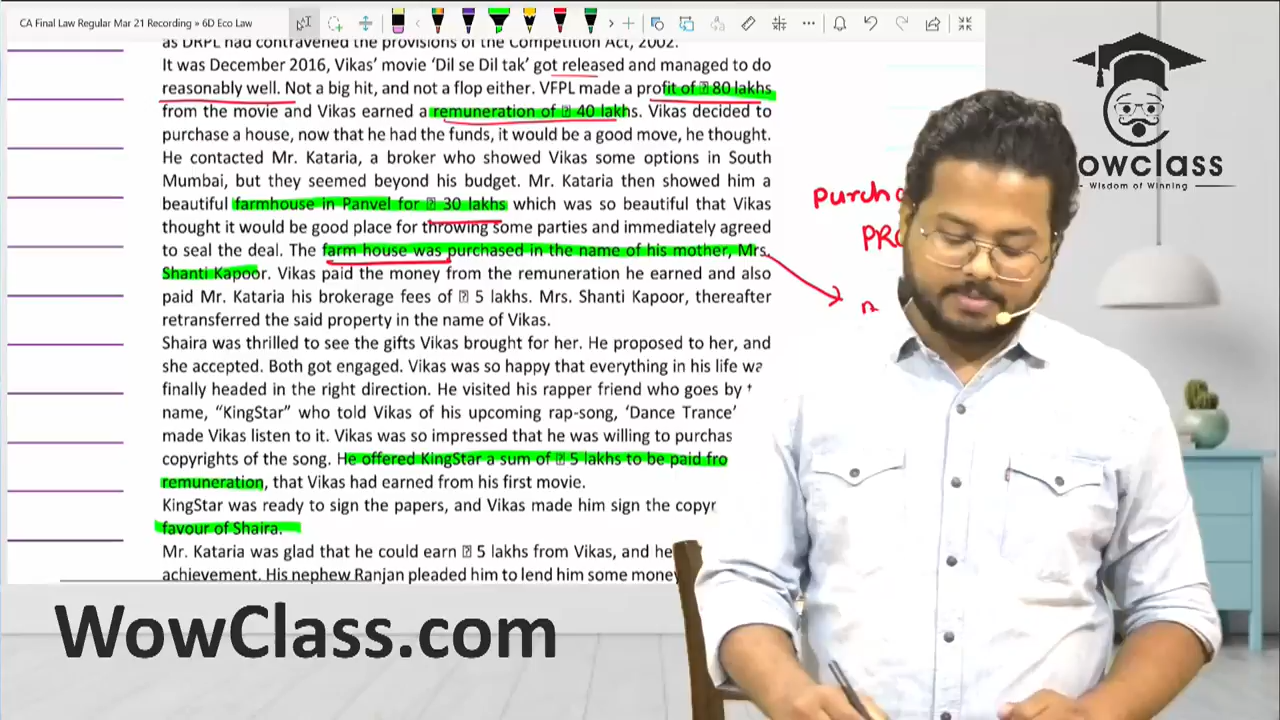 CA Final Law Regular Mar 21 Recording » 6D Eco Law
as DRPL had contravened the provisions of the Competition Act, 2002.
It was December 2016, Vikas' movie 'Dil se Dil tak' got released and managed to do
reasonably well. Not a big hit, and not a flop either. VFPL made a profit of 80 lakhs
from the movie and Vikas earned a remuneration of 40 lakhs. Vikas decided to
purchase a house, now that he had the funds, it would be a good move, he thought.
He contacted Mr. Kataria, a broker who showed Vikas some options in South
Mumbai, but they seemed beyond his budget. Mr. Kataria then showed him a
beautiful farmhouse in Panvel for 30 lakhs which was so beautiful that Vikas
thought it would be good place for throwing some parties and immediately agreed
to seal the deal. The farm house was purchased in the name of his mother, Mrs.
Shanti Kapoor. Vikas paid the money from the remuneration he earned and also
paid Mr. Kataria his brokerage fees of 5 lakhs. Mrs. Shanti Kapoor, thereafter
retransferred the said property in the name of Vikas.
Shaira was thrilled to see the gifts Vikas brought for her. He proposed to her, and
she accepted. Both got engaged. Vikas was so happy that everything in his life
finally headed in the right direction. He visited his rapper friend who goes by
name, "KingStar" who told Vikas of his upcoming rap-song, 'Dance Trance'
made Vikas listen to it. Vikas was so impressed that he was willing to
copyrights of the song. He offered KingStar a sum of 5 lakhs to be paid
remuneration, that Vikas had earned from his first movie.
KingStar was ready to sign the papers, and Vikas made him sign the
favour of Shaira.
Mr. Kataria was glad that he could earn 5 lakhs from Vikas, and he
achievement. His nephew Ranjan pleaded him to lend him some money
owclass
Wisdom of Winning
WowClass.com